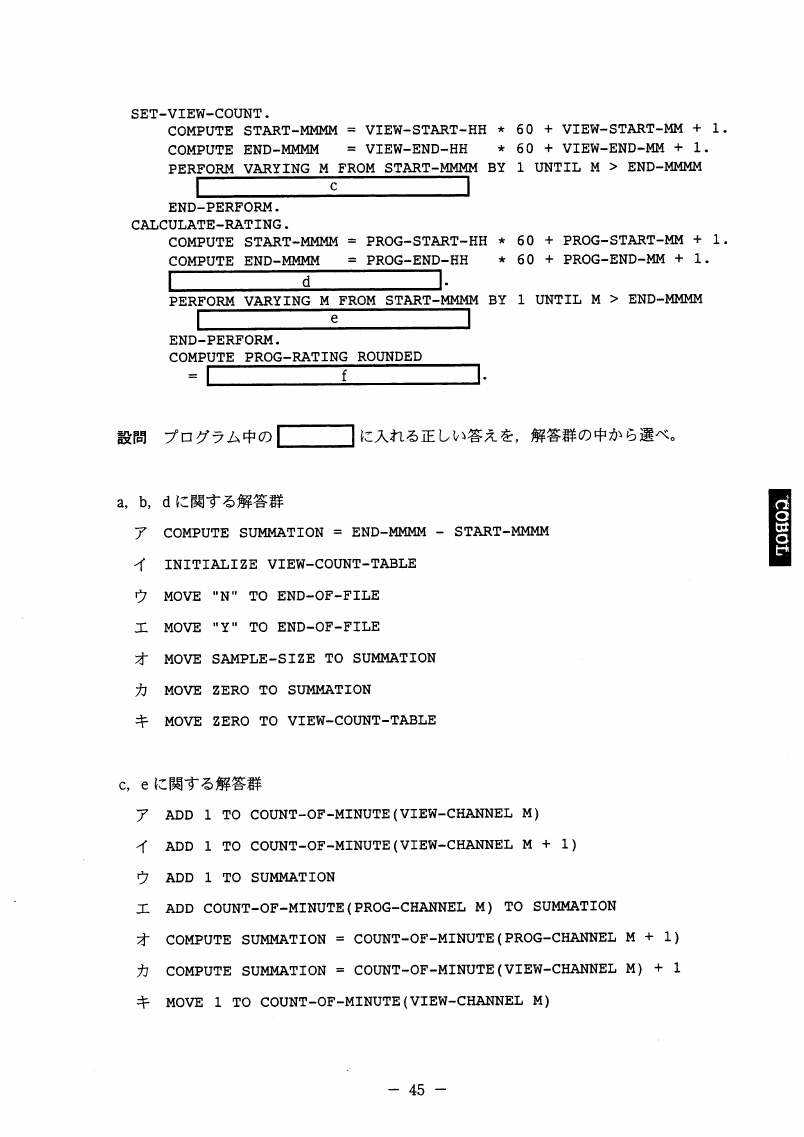 SET-VIEW-COUNT.
COMPUTE START-MMMM = VIEW-START-HH * 60 + VIEW-START-MM + 1.
COMPUTE END-MMMM = VIEW-END-HH * 60 + VIEW-END-MM + 1.
PERFORM VARYING M FROM START-MMMM BY 1 UNTIL M > END-MMMM
c
END-PERFORM.
CALCULATE-RATING.
COMPUTE START-MMMM = PROG-START-HH * 60 + PROG-START-MM + 1.
COMPUTE END-MMMM = PROG-END-HH * 60 + PROG-END-MM + 1.
d .
PERFORM VARYING M FROM START-MMMM BY 1 UNTIL M > END-MMMM
e
END-PERFORM.
COMPUTE PROG-RATING ROUNDED
= f .
設問 プログラム中の に入れる正しい答えを，解答群の中から選べ。
a, b, d に関する解答群
ア COMPUTE SUMMATION = END-MMMM - START-MMMM
イ INITIALIZE VIEW-COUNT-TABLE
ウ MOVE "N" TO END-OF-FILE
エ MOVE "Y" TO END-OF-FILE
オ MOVE SAMPLE-SIZE TO SUMMATION
カ MOVE ZERO TO SUMMATION
キ MOVE ZERO TO VIEW-COUNT-TABLE
COBOL
c, e に関する解答群
ア ADD 1 TO COUNT-OF-MINUTE(VIEW-CHANNEL M)
イ ADD 1 TO COUNT-OF-MINUTE(VIEW-CHANNEL M + 1)
ウ ADD 1 TO SUMMATION
エ ADD COUNT-OF-MINUTE(PROG-CHANNEL M) TO SUMMATION
オ COMPUTE SUMMATION = COUNT-OF-MINUTE(PROG-CHANNEL M + 1)
カ COMPUTE SUMMATION = COUNT-OF-MINUTE(VIEW-CHANNEL M) + 1
キ MOVE 1 TO COUNT-OF-MINUTE(VIEW-CHANNEL M)
— 45 —